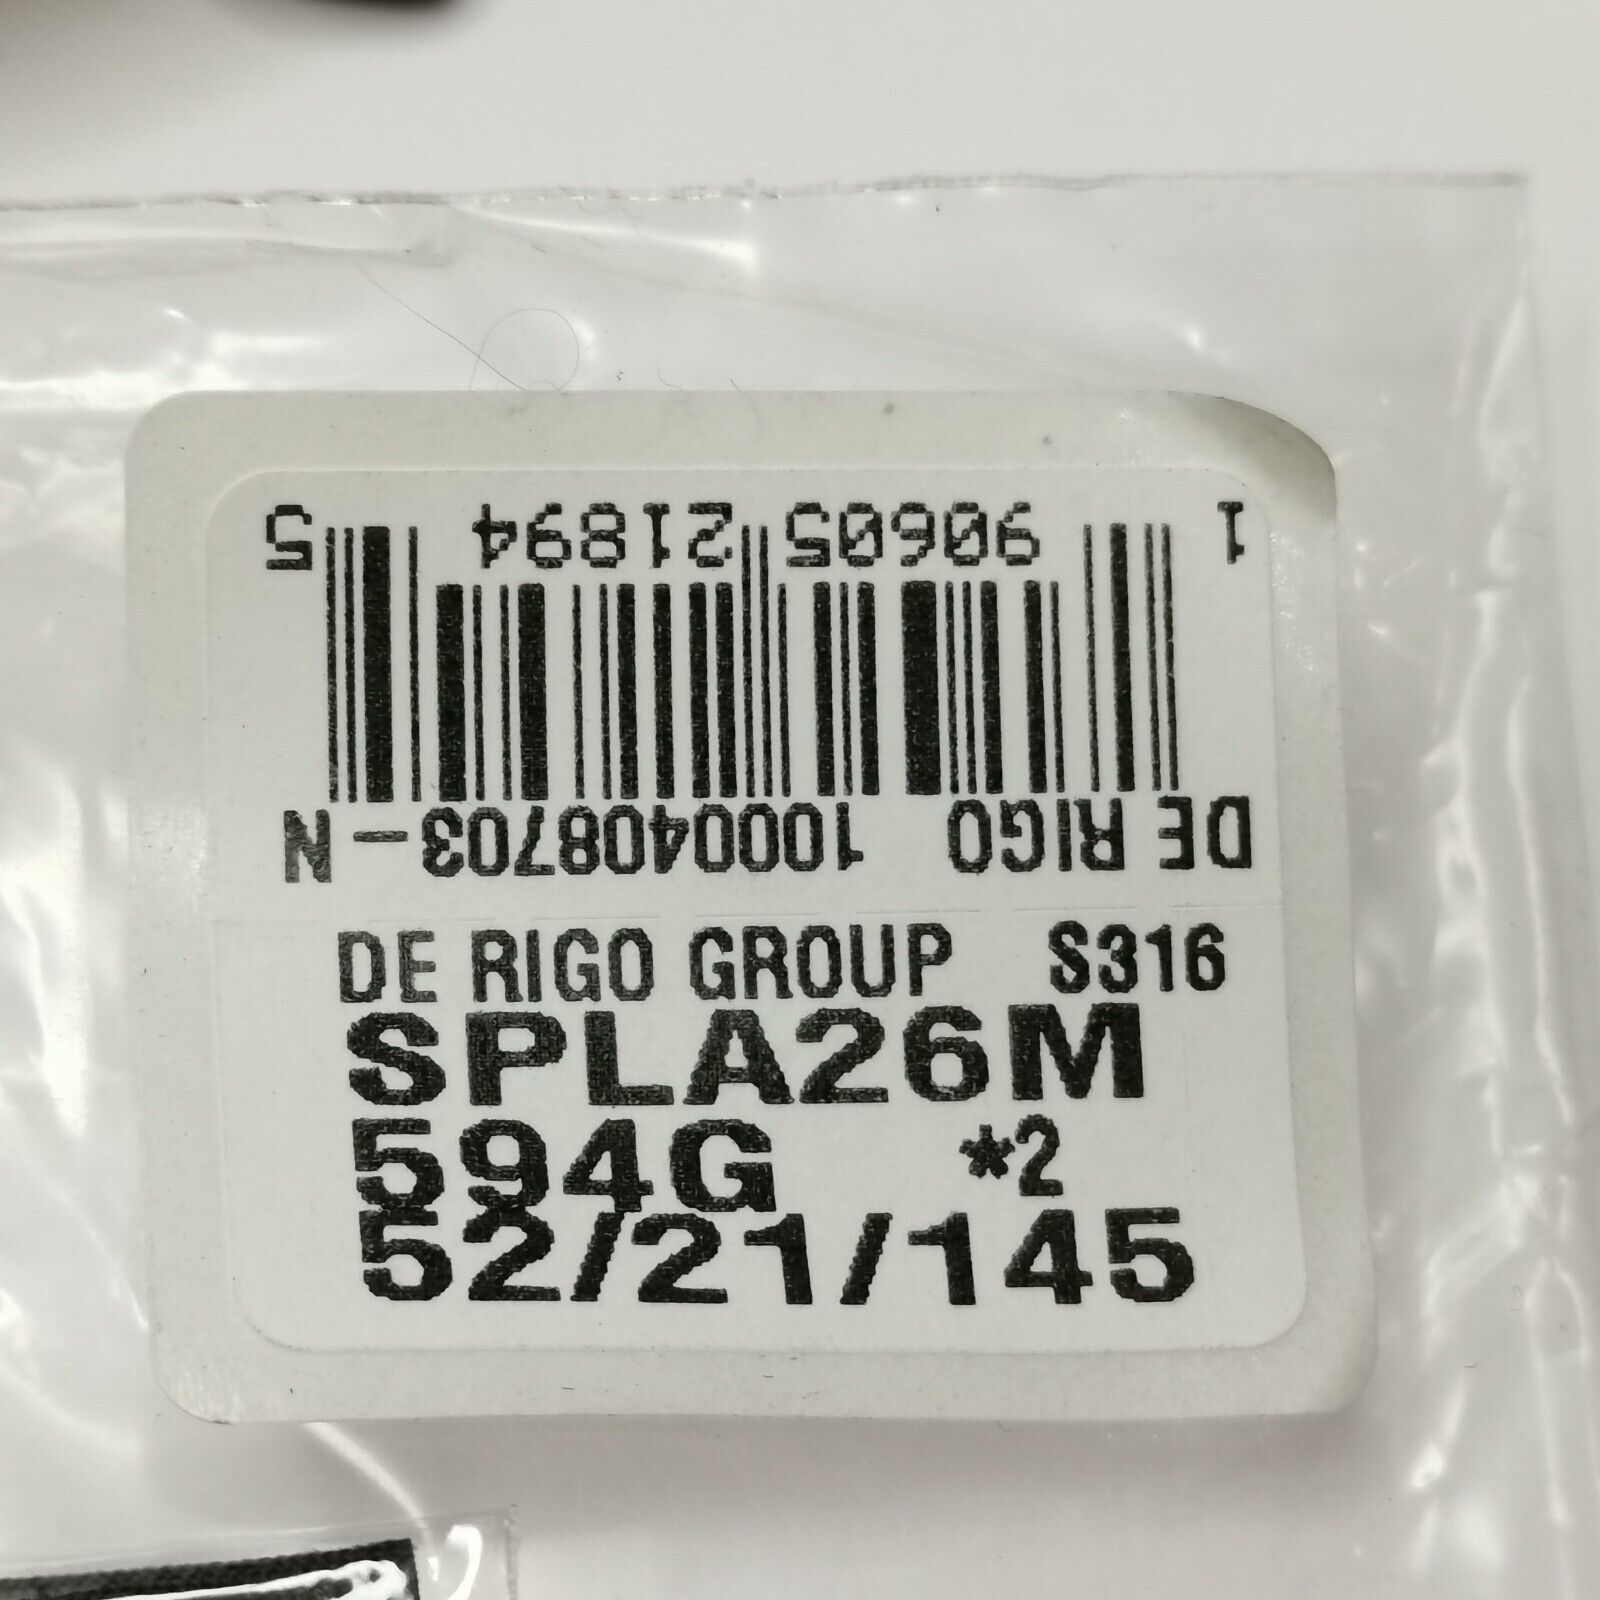 1 90605 21894 5
DE RIGO 1000408703-N
DE RIGO GROUP S316
SPLA26M
594G *2
52/21/145